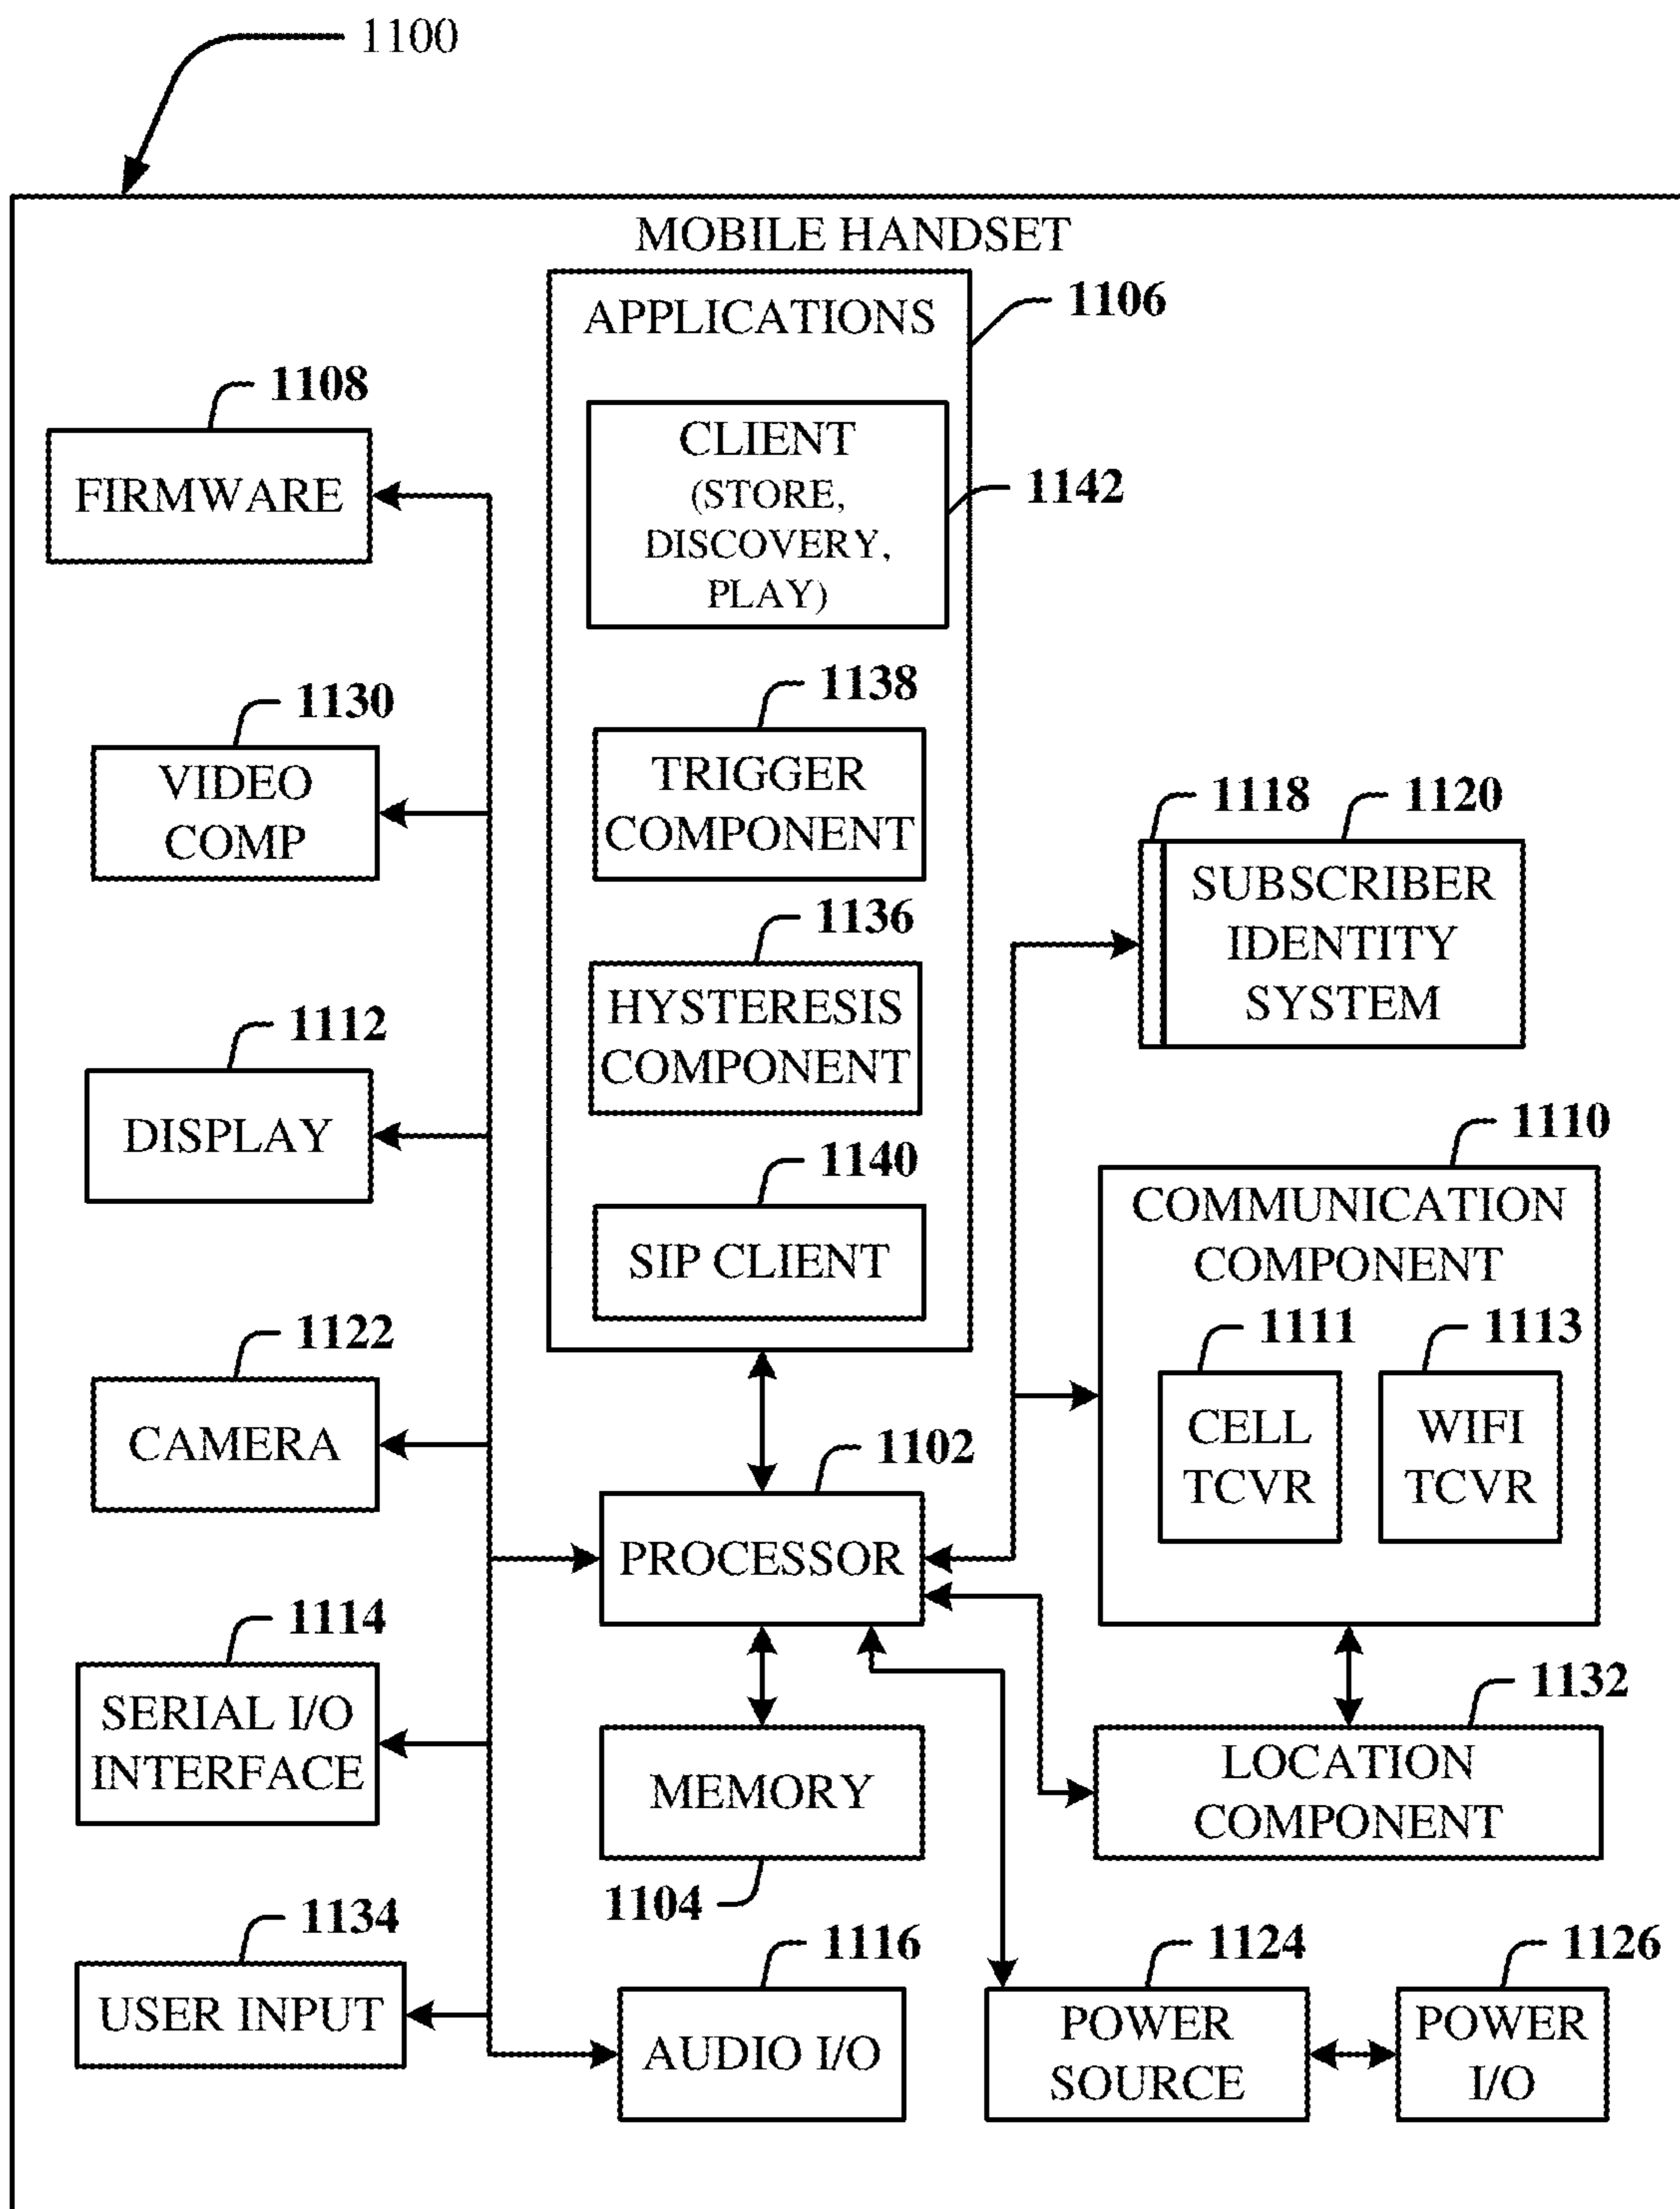 1100
MOBILE HANDSET
APPLICATIONS
1106
CLIENT
(STORE,
DISCOVERY,
PLAY)
1142
1138
TRIGGER
COMPONENT
1136
HYSTERESIS
COMPONENT
1140
SIP CLIENT
1108
FIRMWARE
1130
VIDEO
COMP
1112
DISPLAY
1122
CAMERA
1114
SERIAL I/O
INTERFACE
1134
USER INPUT
1102
PROCESSOR
MEMORY
1104
1116
AUDIO I/O
1118
1120
SUBSCRIBER
IDENTITY
SYSTEM
1110
COMMUNICATION
COMPONENT
1111
CELL
TCVR
1113
WIFI
TCVR
1132
LOCATION
COMPONENT
1124
POWER
SOURCE
1126
POWER
I/O